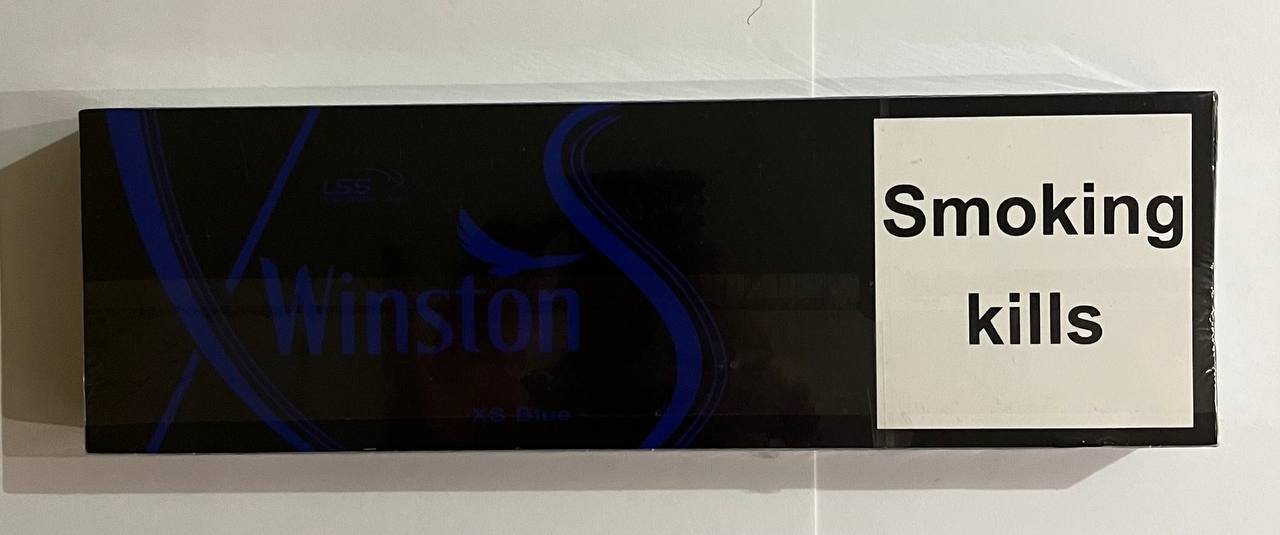 LSS
Winston
XS Blue
Smoking
kills